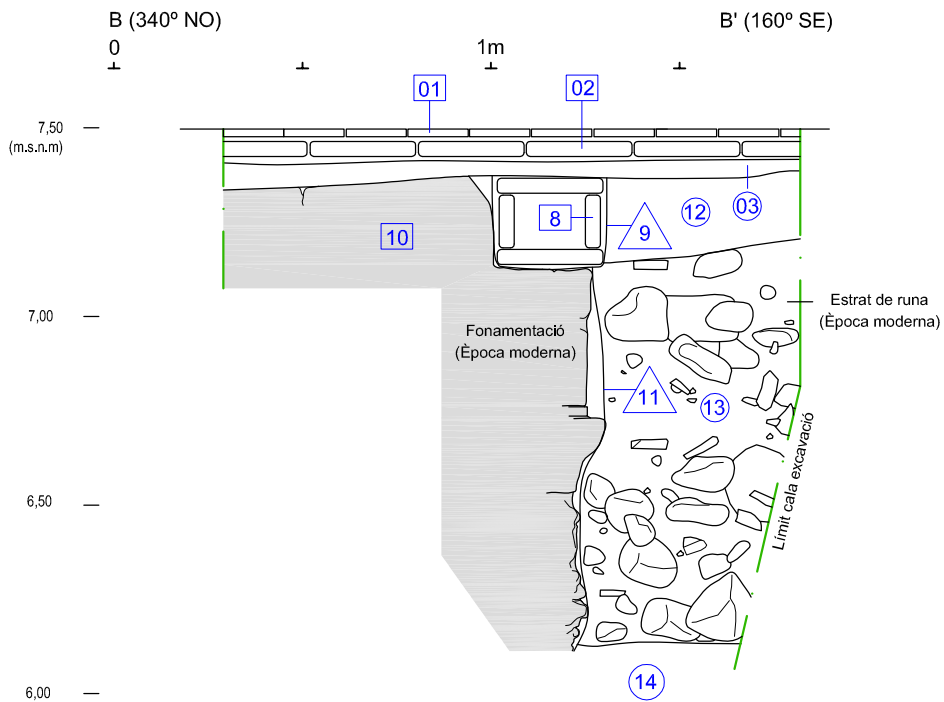 B (340º NO)
B' (160º SE)
0
1m
01
02
7,50
(m.s.n.m)
8
9
12
03
10
7,00
Estrat de runa
(Època moderna)
Fonamentació
(Època moderna)
11
13
6,50
Límit cala excavació
14
6,00